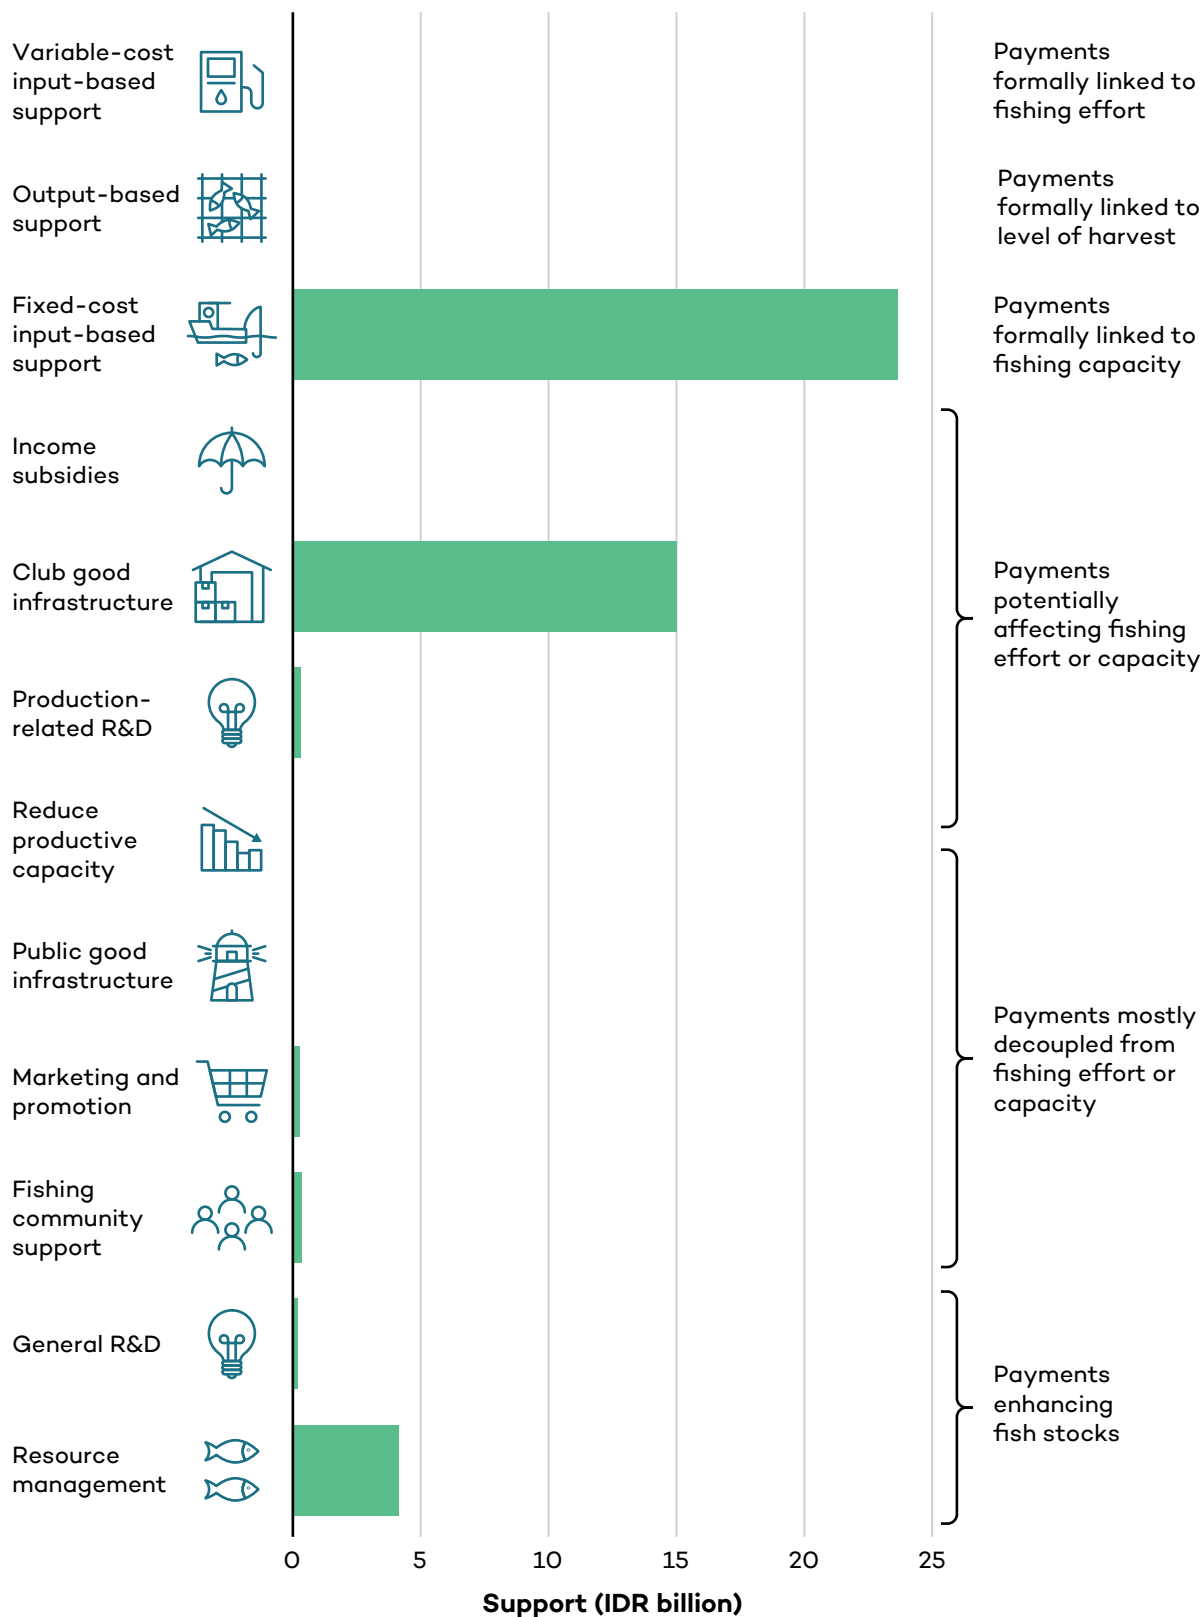 Variable-cost
input-based
support
Payments
formally linked to
fishing effort
Output-based
support
Payments
formally linked to
level of harvest
Fixed-cost
input-based
support
Payments
formally linked to
fishing capacity
Income
subsidies
Club good
infrastructure
Production-
related R&D
Payments
potentially
affecting fishing
effort or capacity
Reduce
productive
capacity
Public good
infrastructure
Marketing and
promotion
Fishing
community
support
Payments mostly
decoupled from
fishing effort or
capacity
General R&D
Resource
management
Payments
enhancing
fish stocks
0 5 10 15 20 25
Support (IDR billion)